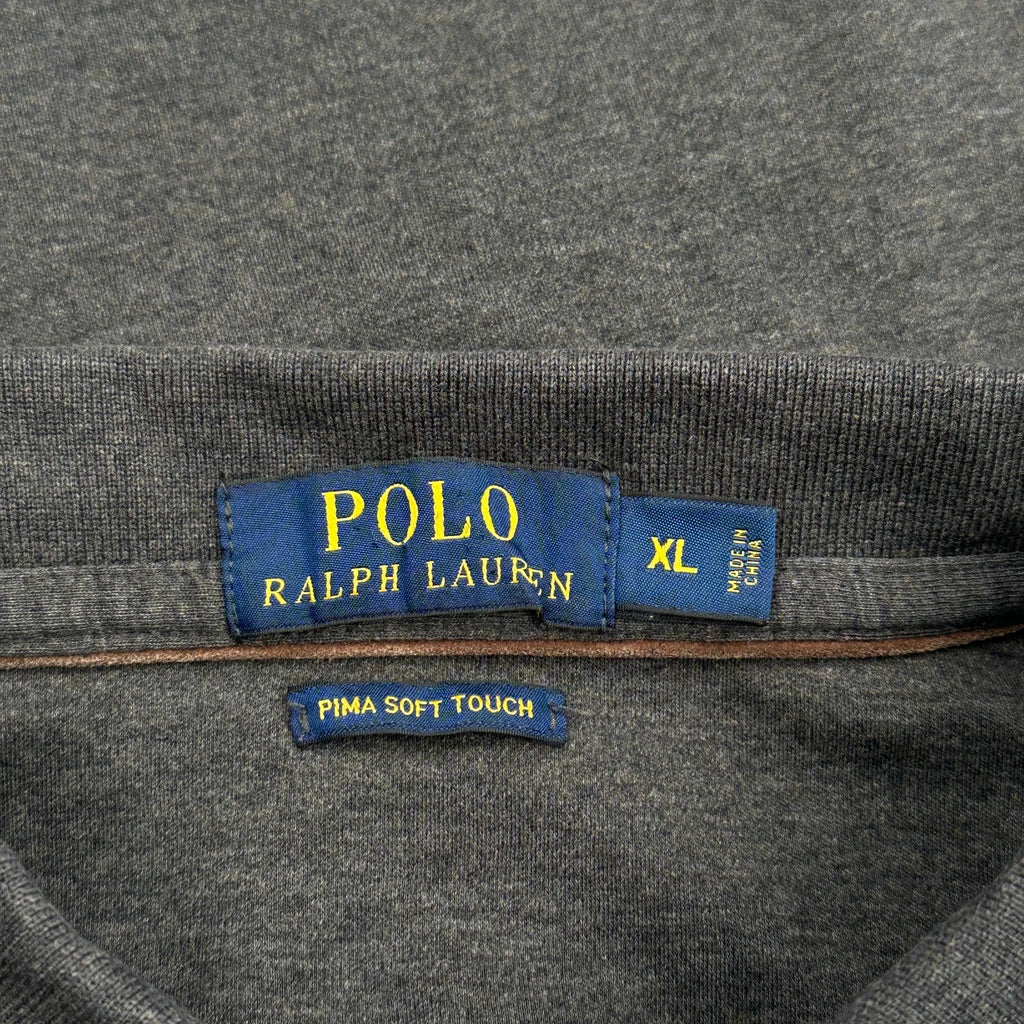 POLO
RALPH LAUREN
XL
MADE IN
CHINA
PIMA SOFT TOUCH